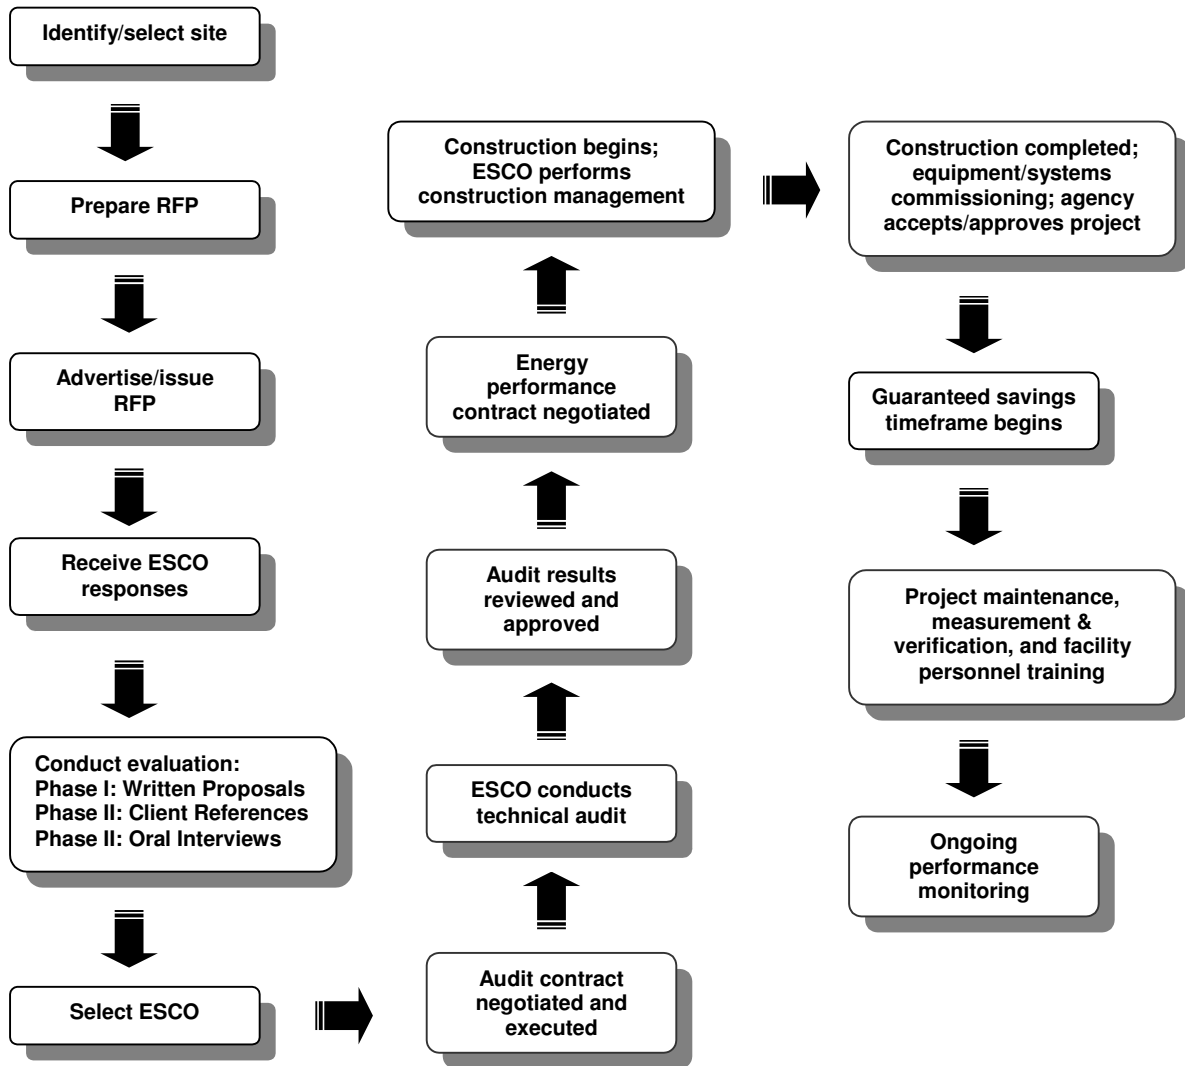 Identify/select site
Prepare RFP
Advertise/issue
RFP
Receive ESCO
responses
Conduct evaluation:
Phase I: Written Proposals
Phase II: Client References
Phase II: Oral Interviews
Select ESCO
Audit contract
negotiated and
executed
ESCO conducts
technical audit
Audit results
reviewed and
approved
Energy
performance
contract negotiated
Construction begins;
ESCO performs
construction management
Construction completed;
equipment/systems
commissioning; agency
accepts/approves project
Guaranteed savings
timeframe begins
Project maintenance,
measurement &
verification, and facility
personnel training
Ongoing
performance
monitoring